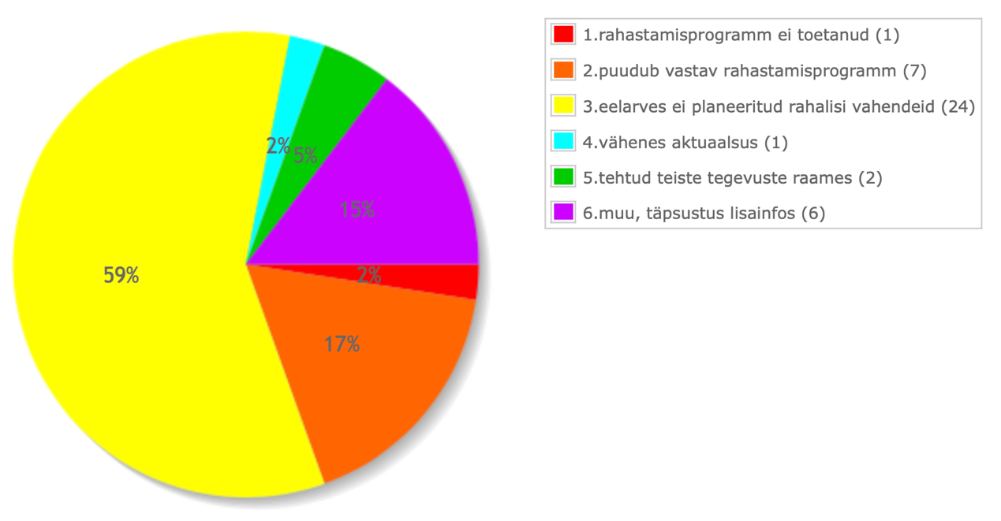 1.rahastamisprogramm ei toetanud (1)
2.puudub vastav rahastamisprogramm (7)
3.eelarves ei planeeritud rahalisi vahendeid (24)
4.vähenes aktuaalsus (1)
5.tehtud teiste tegevuste raames (2)
6.muu, täpsustus lisainfos (6)
2%
5%
15%
59%
2%
17%